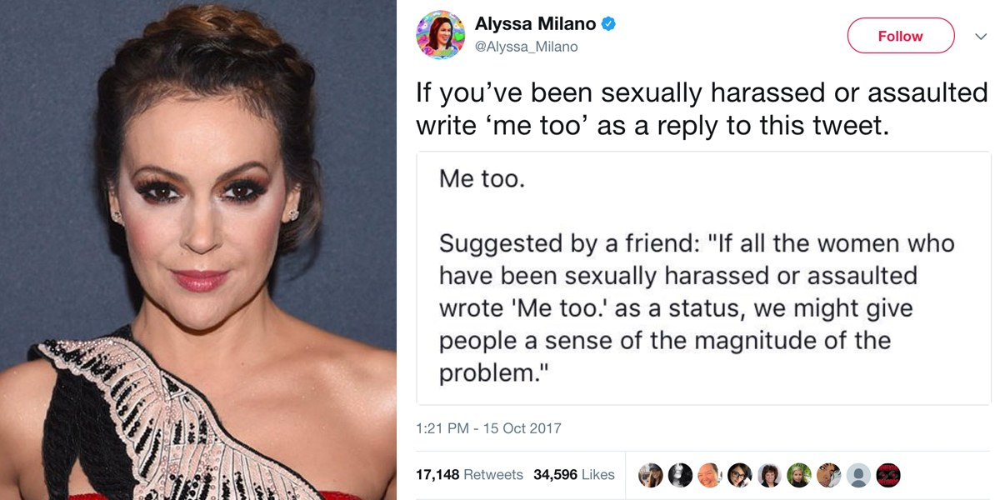 Alyssa Milano
@Alyssa_Milano
Follow
If you’ve been sexually harassed or assaulted
write ‘me too’ as a reply to this tweet.
Me too.
Suggested by a friend: "If all the women who
have been sexually harassed or assaulted
wrote 'Me too.' as a status, we might give
people a sense of the magnitude of the
problem."
1:21 PM - 15 Oct 2017
17,148 Retweets 34,596 Likes